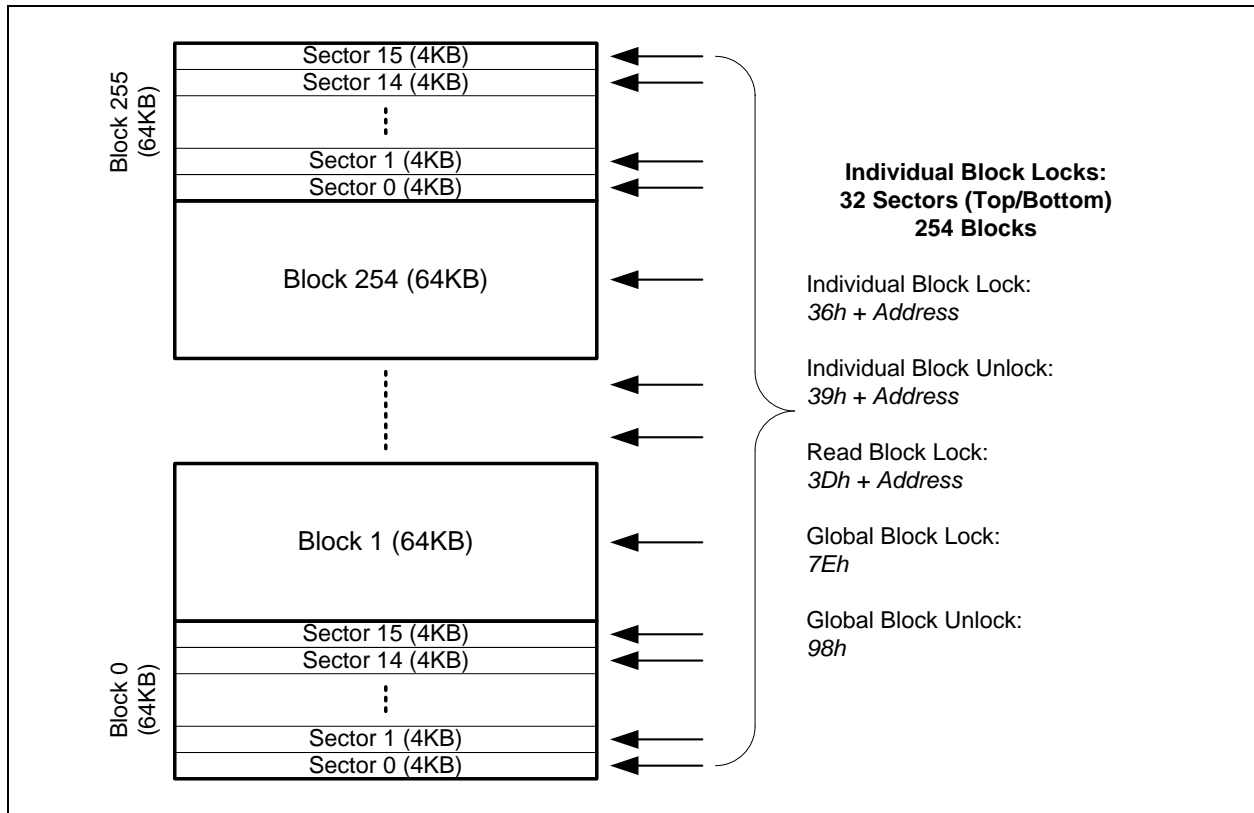 Block 255
(64KB)
Sector 15 (4KB)
Sector 14 (4KB)
Sector 1 (4KB)
Sector 0 (4KB)
Block 254 (64KB)
Block 1 (64KB)
Block 0
(64KB)
Sector 15 (4KB)
Sector 14 (4KB)
Sector 1 (4KB)
Sector 0 (4KB)
Individual Block Locks:
32 Sectors (Top/Bottom)
254 Blocks
Individual Block Lock:
36h + Address
Individual Block Unlock:
39h + Address
Read Block Lock:
3Dh + Address
Global Block Lock:
7Eh
Global Block Unlock:
98h